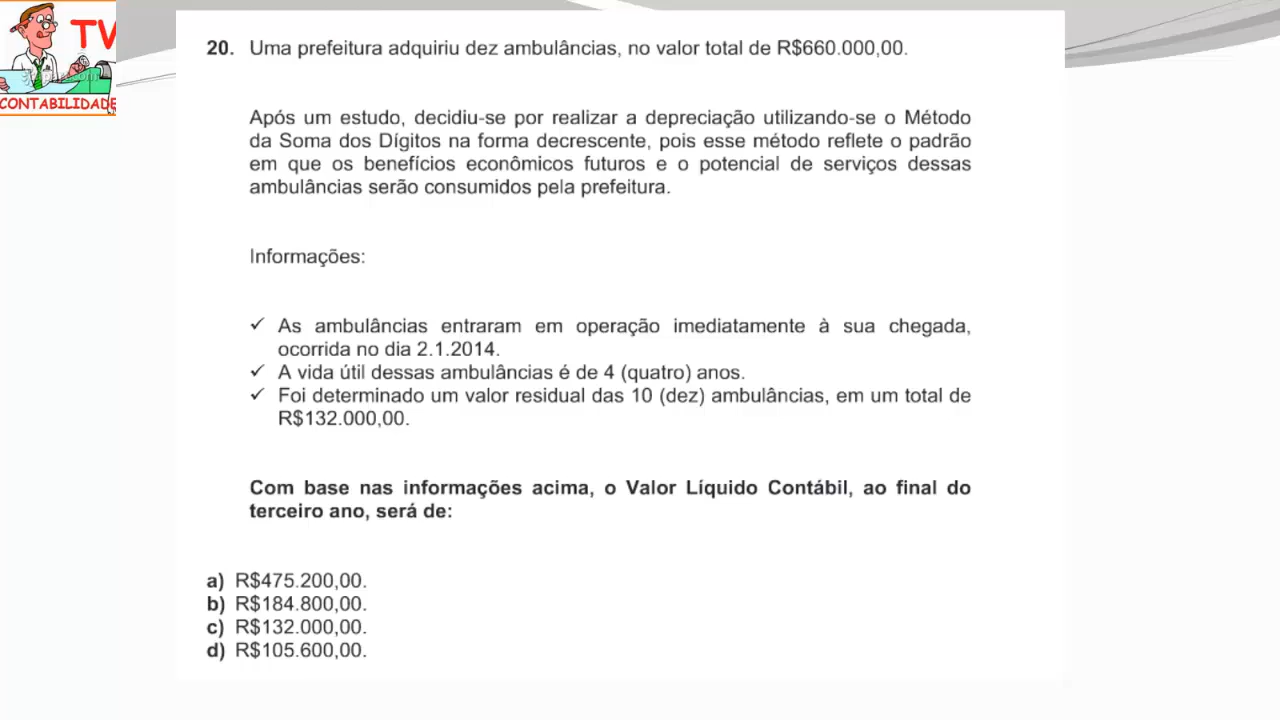 TV
CONTABILIDADE
20. Uma prefeitura adquiriu dez ambulâncias, no valor total de R$660.000,00.
Após um estudo, decidiu-se por realizar a depreciação utilizando-se o Método
da Soma dos Dígitos na forma decrescente, pois esse método reflete o padrão
em que os benefícios econômicos futuros e o potencial de serviços dessas
ambulâncias serão consumidos pela prefeitura.
Informações:
✓ As ambulâncias entraram em operação imediatamente à sua chegada,
ocorrida no dia 2.1.2014.
✓ A vida útil dessas ambulâncias é de 4 (quatro) anos.
✓ Foi determinado um valor residual das 10 (dez) ambulâncias, em um total de
R$132.000,00.
Com base nas informações acima, o Valor Líquido Contábil, ao final do
terceiro ano, será de:
a) R$475.200,00.
b) R$184.800,00.
c) R$132.000,00.
d) R$105.600,00.